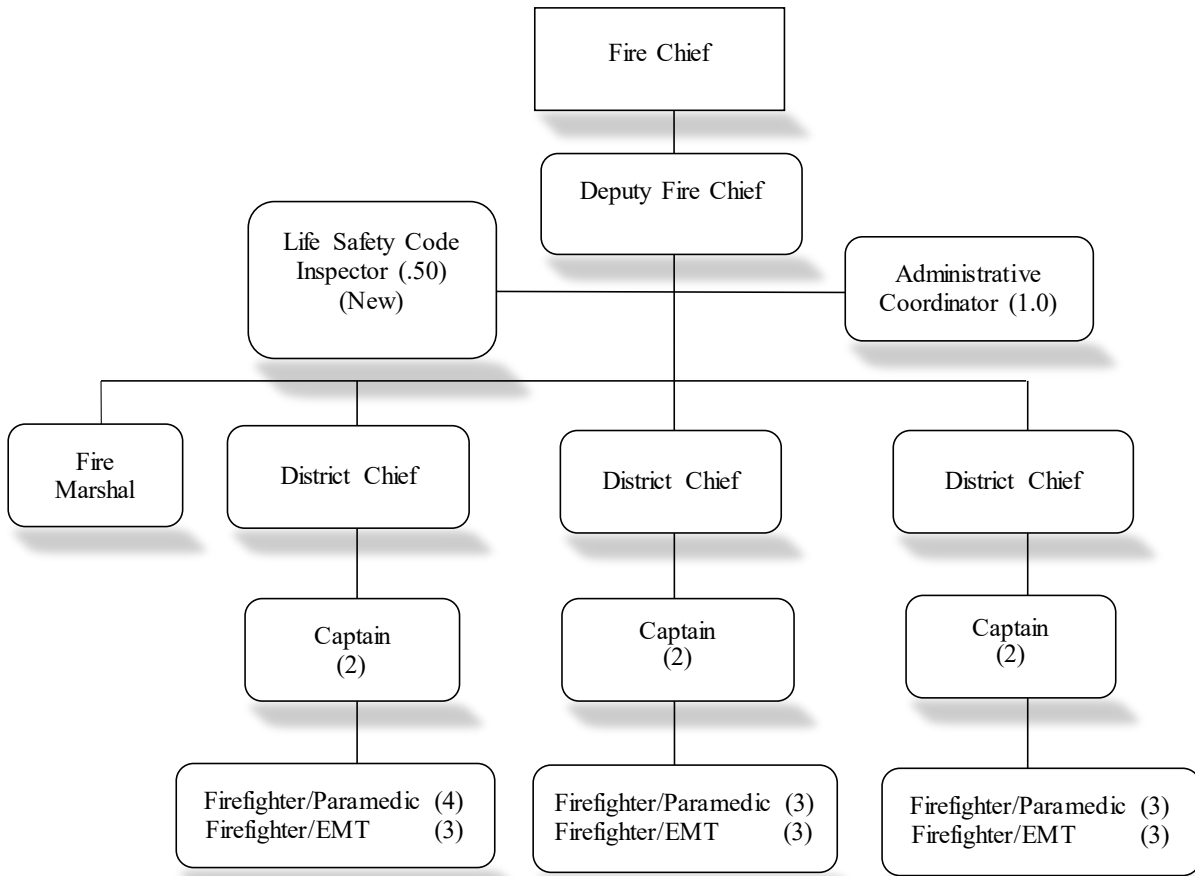 Fire Chief
Deputy Fire Chief
Life Safety Code
Inspector (.50)
(New)
Administrative
Coordinator (1.0)
Fire
Marshal
District Chief
District Chief
District Chief
Captain
(2)
Captain
(2)
Captain
(2)
Firefighter/Paramedic (4)
Firefighter/EMT (3)
Firefighter/Paramedic (3)
Firefighter/EMT (3)
Firefighter/Paramedic (3)
Firefighter/EMT (3)